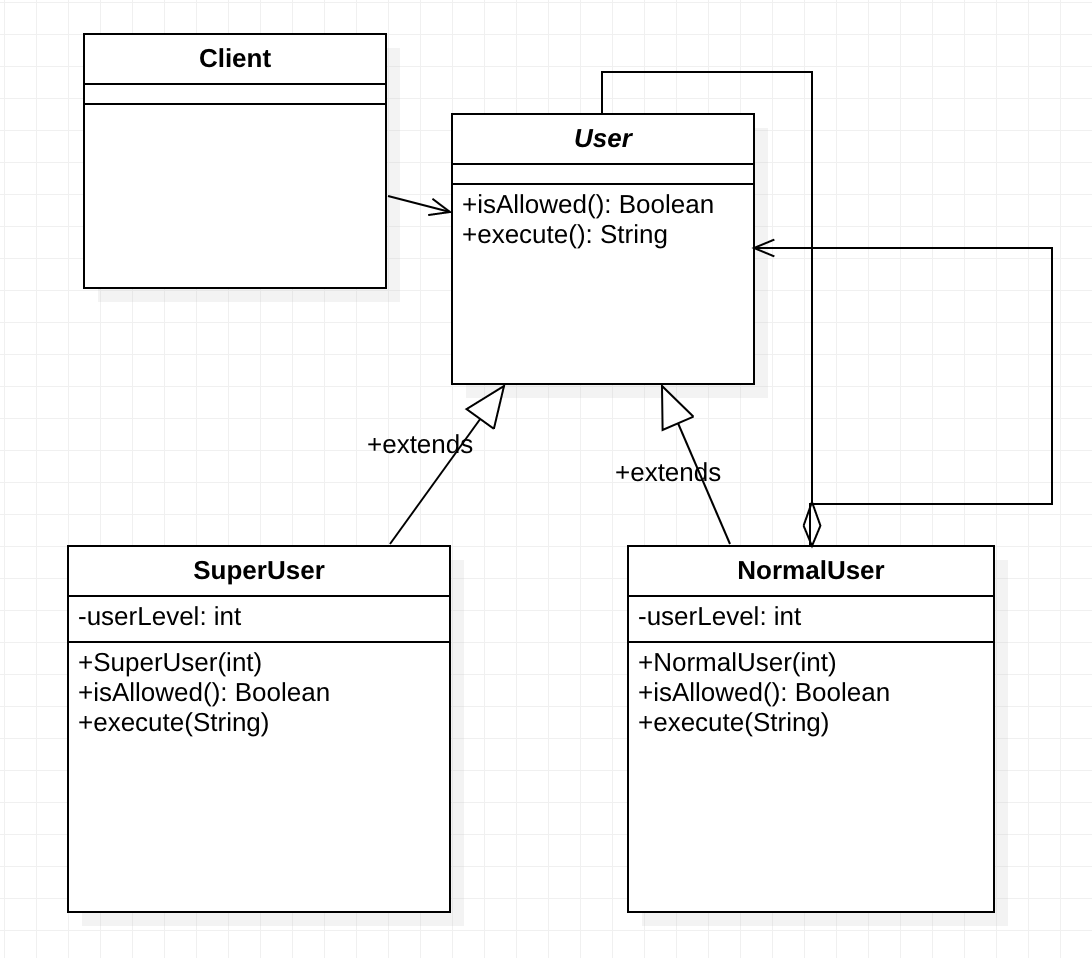 Client
User
+isAllowed(): Boolean
+execute(): String
+extends
+extends
SuperUser
-userLevel: int
+SuperUser(int)
+isAllowed(): Boolean
+execute(String)
NormalUser
-userLevel: int
+NormalUser(int)
+isAllowed(): Boolean
+execute(String)